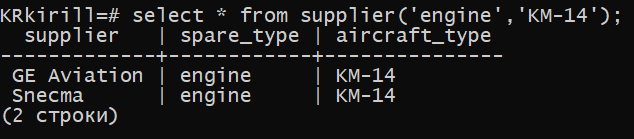 KRkirill=# select * from supplier('engine','KM-14');
  supplier   | spare_type | aircraft_type
-------------+------------+---------------
 GE Aviation | engine     | KM-14
 Snecma      | engine     | KM-14
(2 строки)